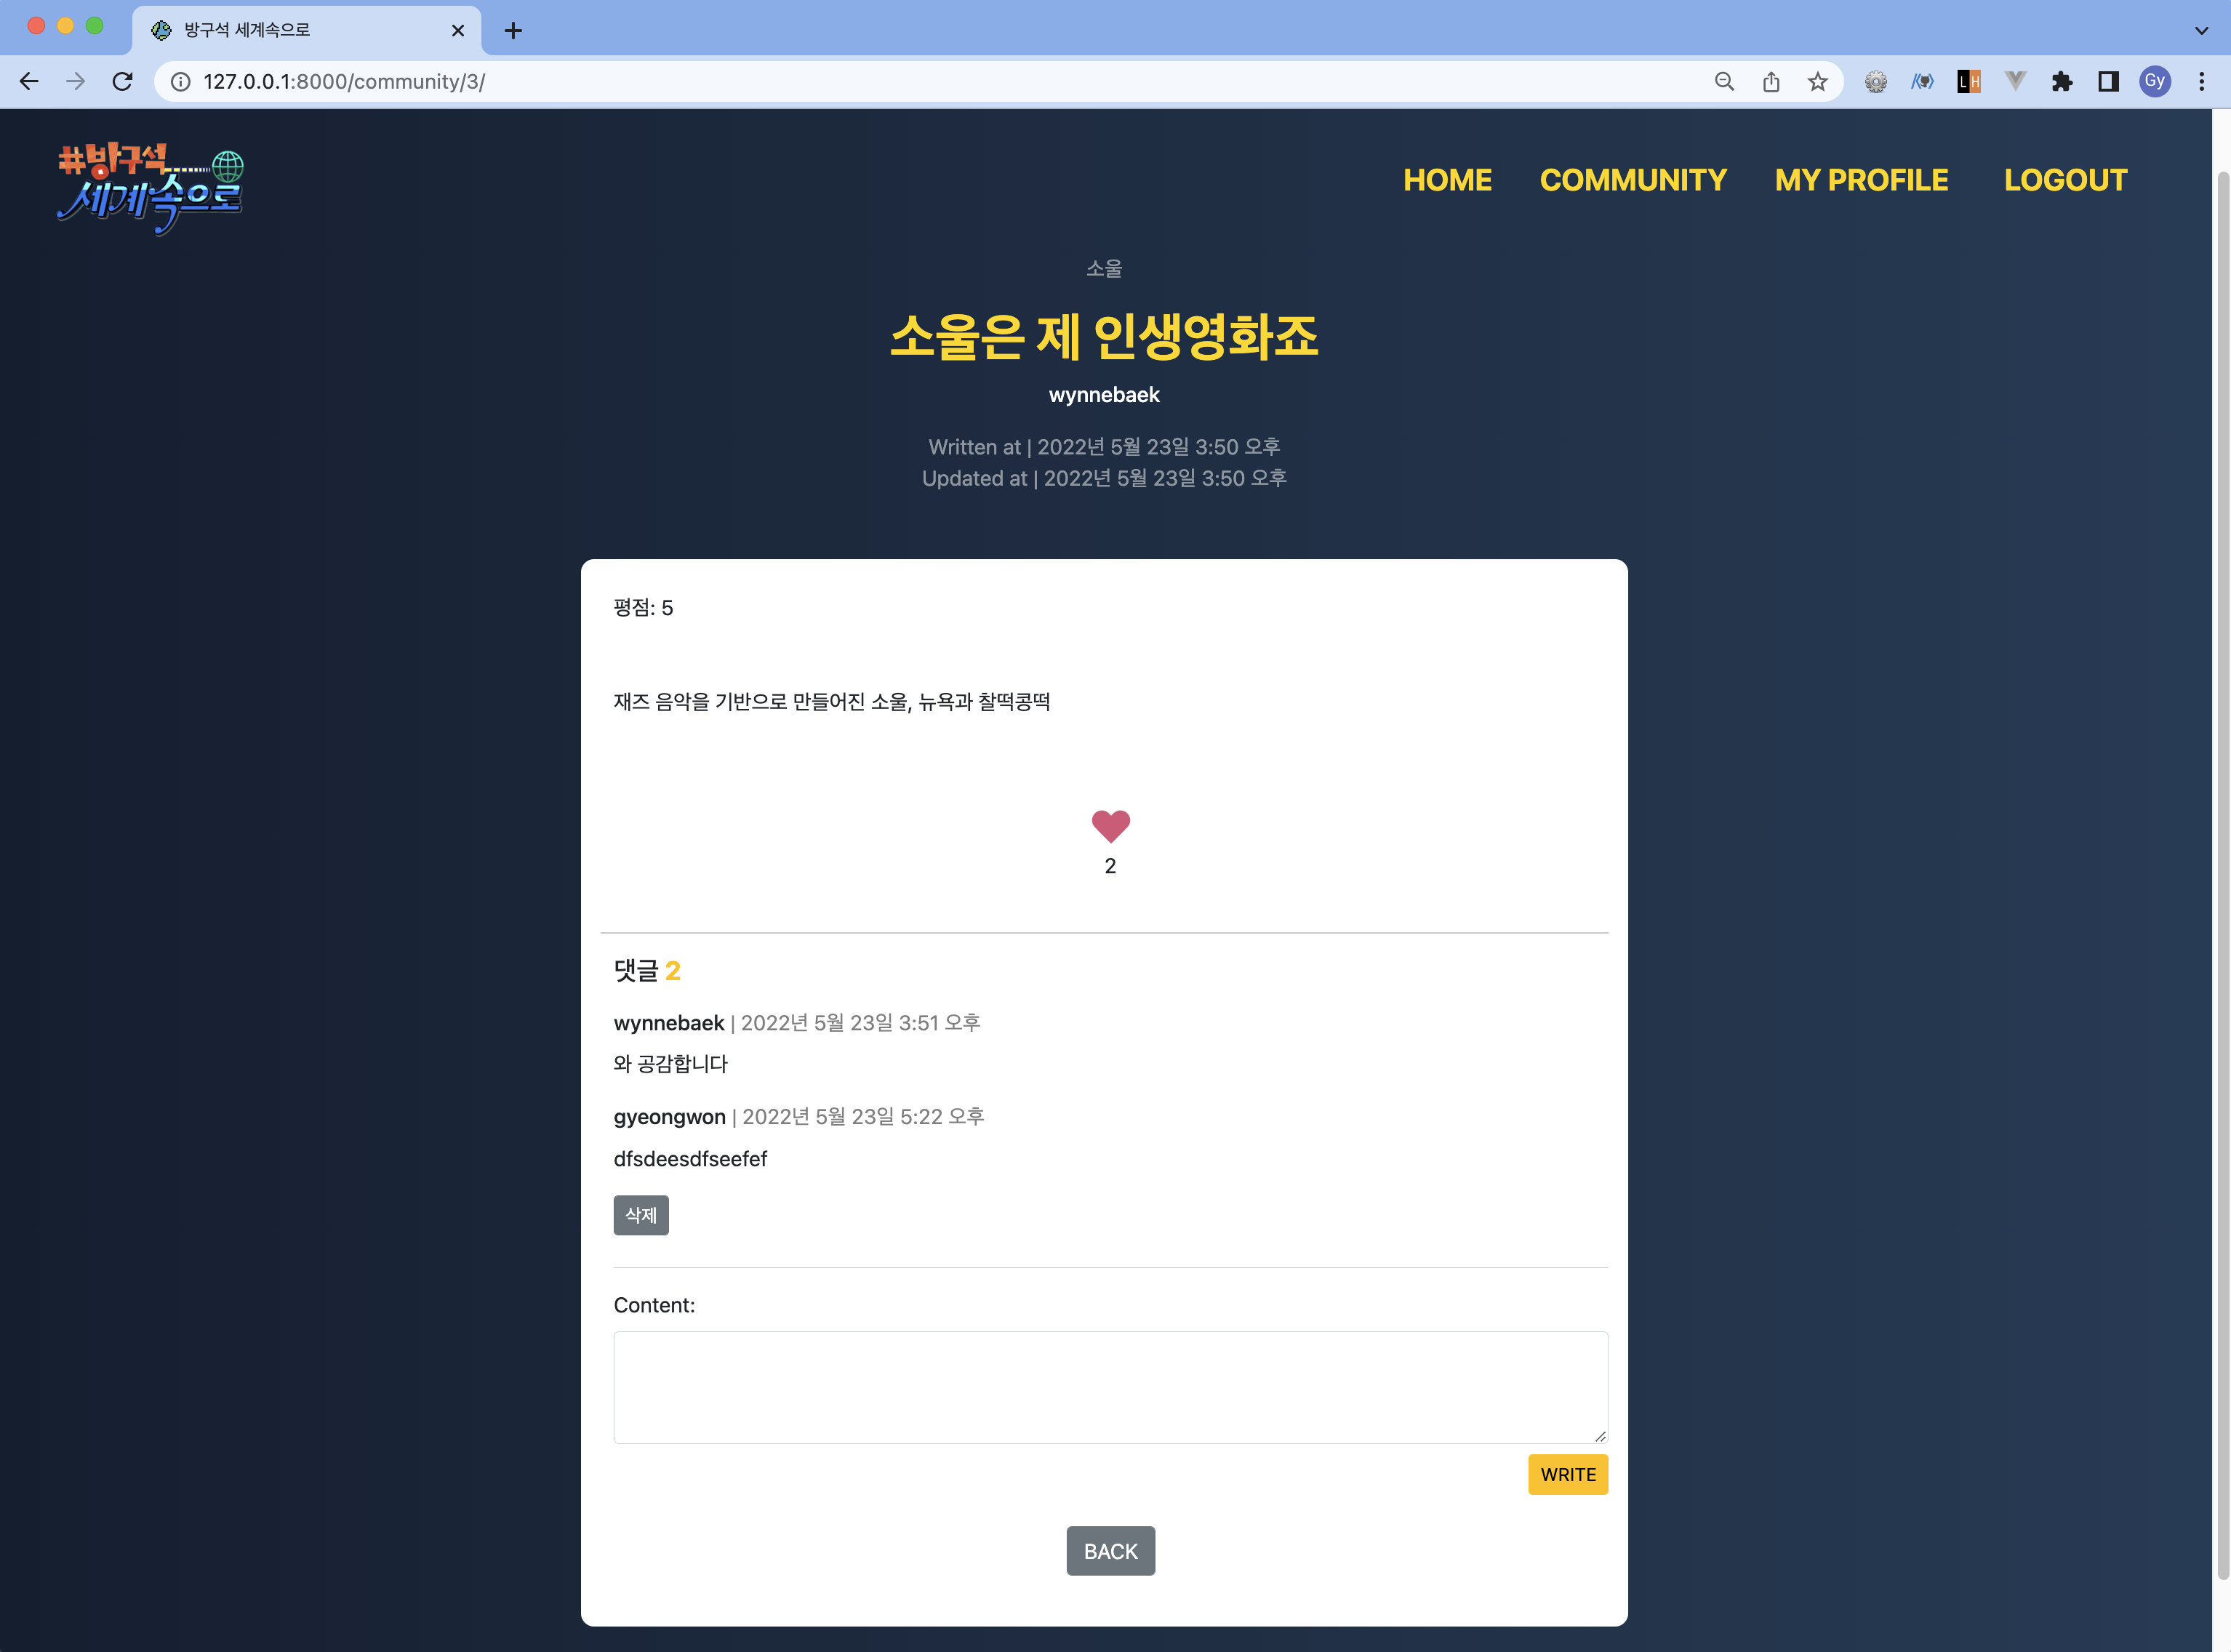 방구석 세계속으로
127.0.0.1:8000/community/3/
LH
Gy
#방구석
세계속으로
HOME COMMUNITY MY PROFILE LOGOUT
소울
소울은 제 인생영화죠
wynnebaek
Written at | 2022년 5월 23일 3:50 오후
Updated at | 2022년 5월 23일 3:50 오후
평점: 5
재즈 음악을 기반으로 만들어진 소울, 뉴욕과 찰떡콩떡
2
댓글 2
wynnebaek | 2022년 5월 23일 3:51 오후
와 공감합니다
gyeongwon | 2022년 5월 23일 5:22 오후
dfsdeesdfseefef
삭제
Content:
WRITE
BACK